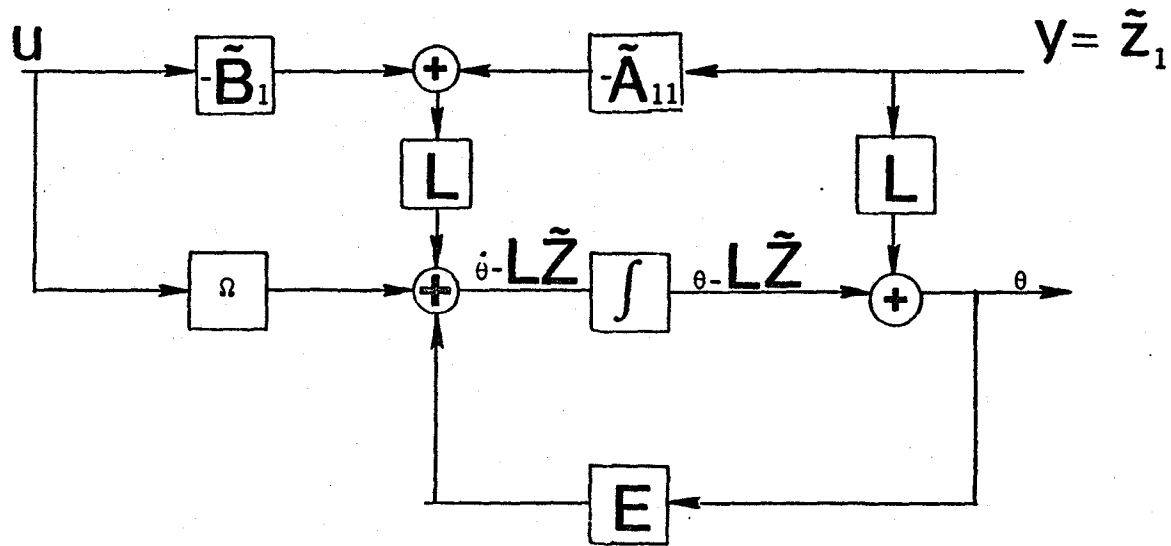 u
-B̃₁
+
-Ã₁₁
y = z̃₁
L
L
Ω
+
θ̇-LZ̃
∫
θ-LZ̃
+
θ
E